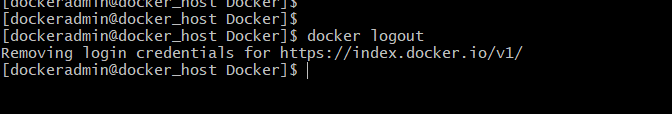 [dockeradmin@docker_host Docker]$
[dockeradmin@docker_host Docker]$
[dockeradmin@docker_host Docker]$ docker logout
Removing login credentials for https://index.docker.io/v1/
[dockeradmin@docker_host Docker]$